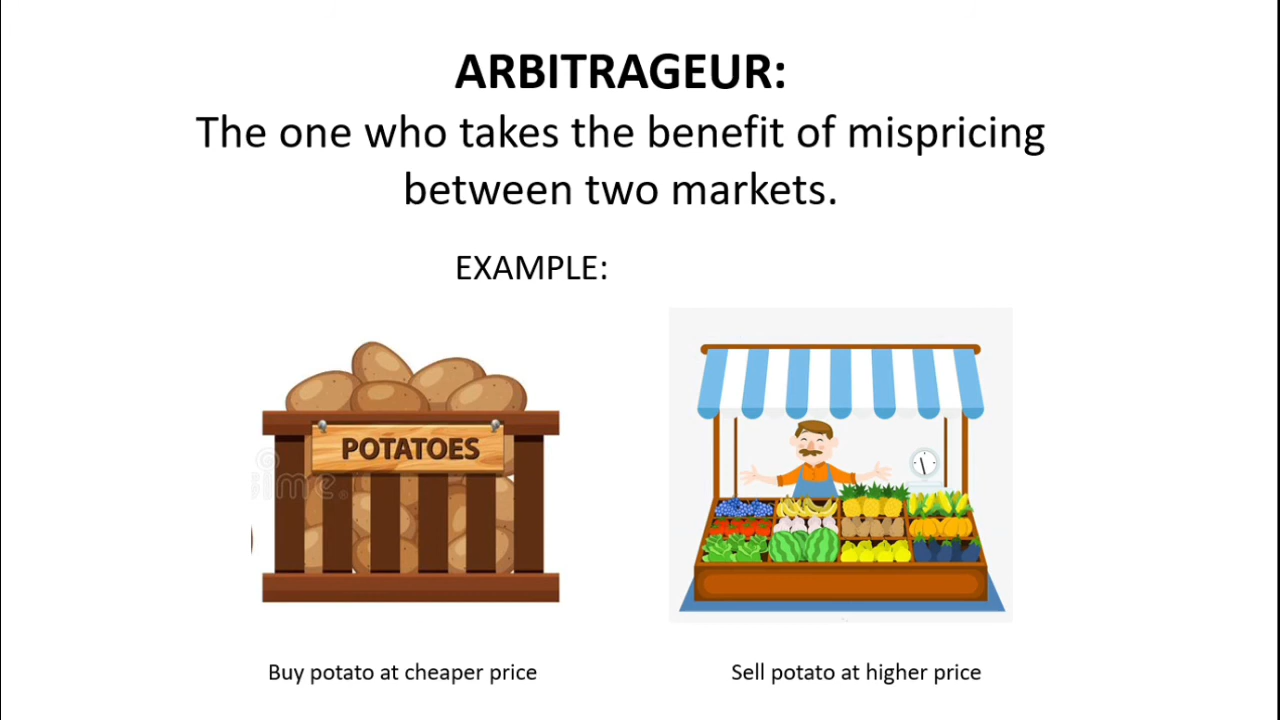 ARBITRAGEUR:
The one who takes the benefit of mispricing
between two markets.
EXAMPLE:
POTATOES
Buy potato at cheaper price
Sell potato at higher price